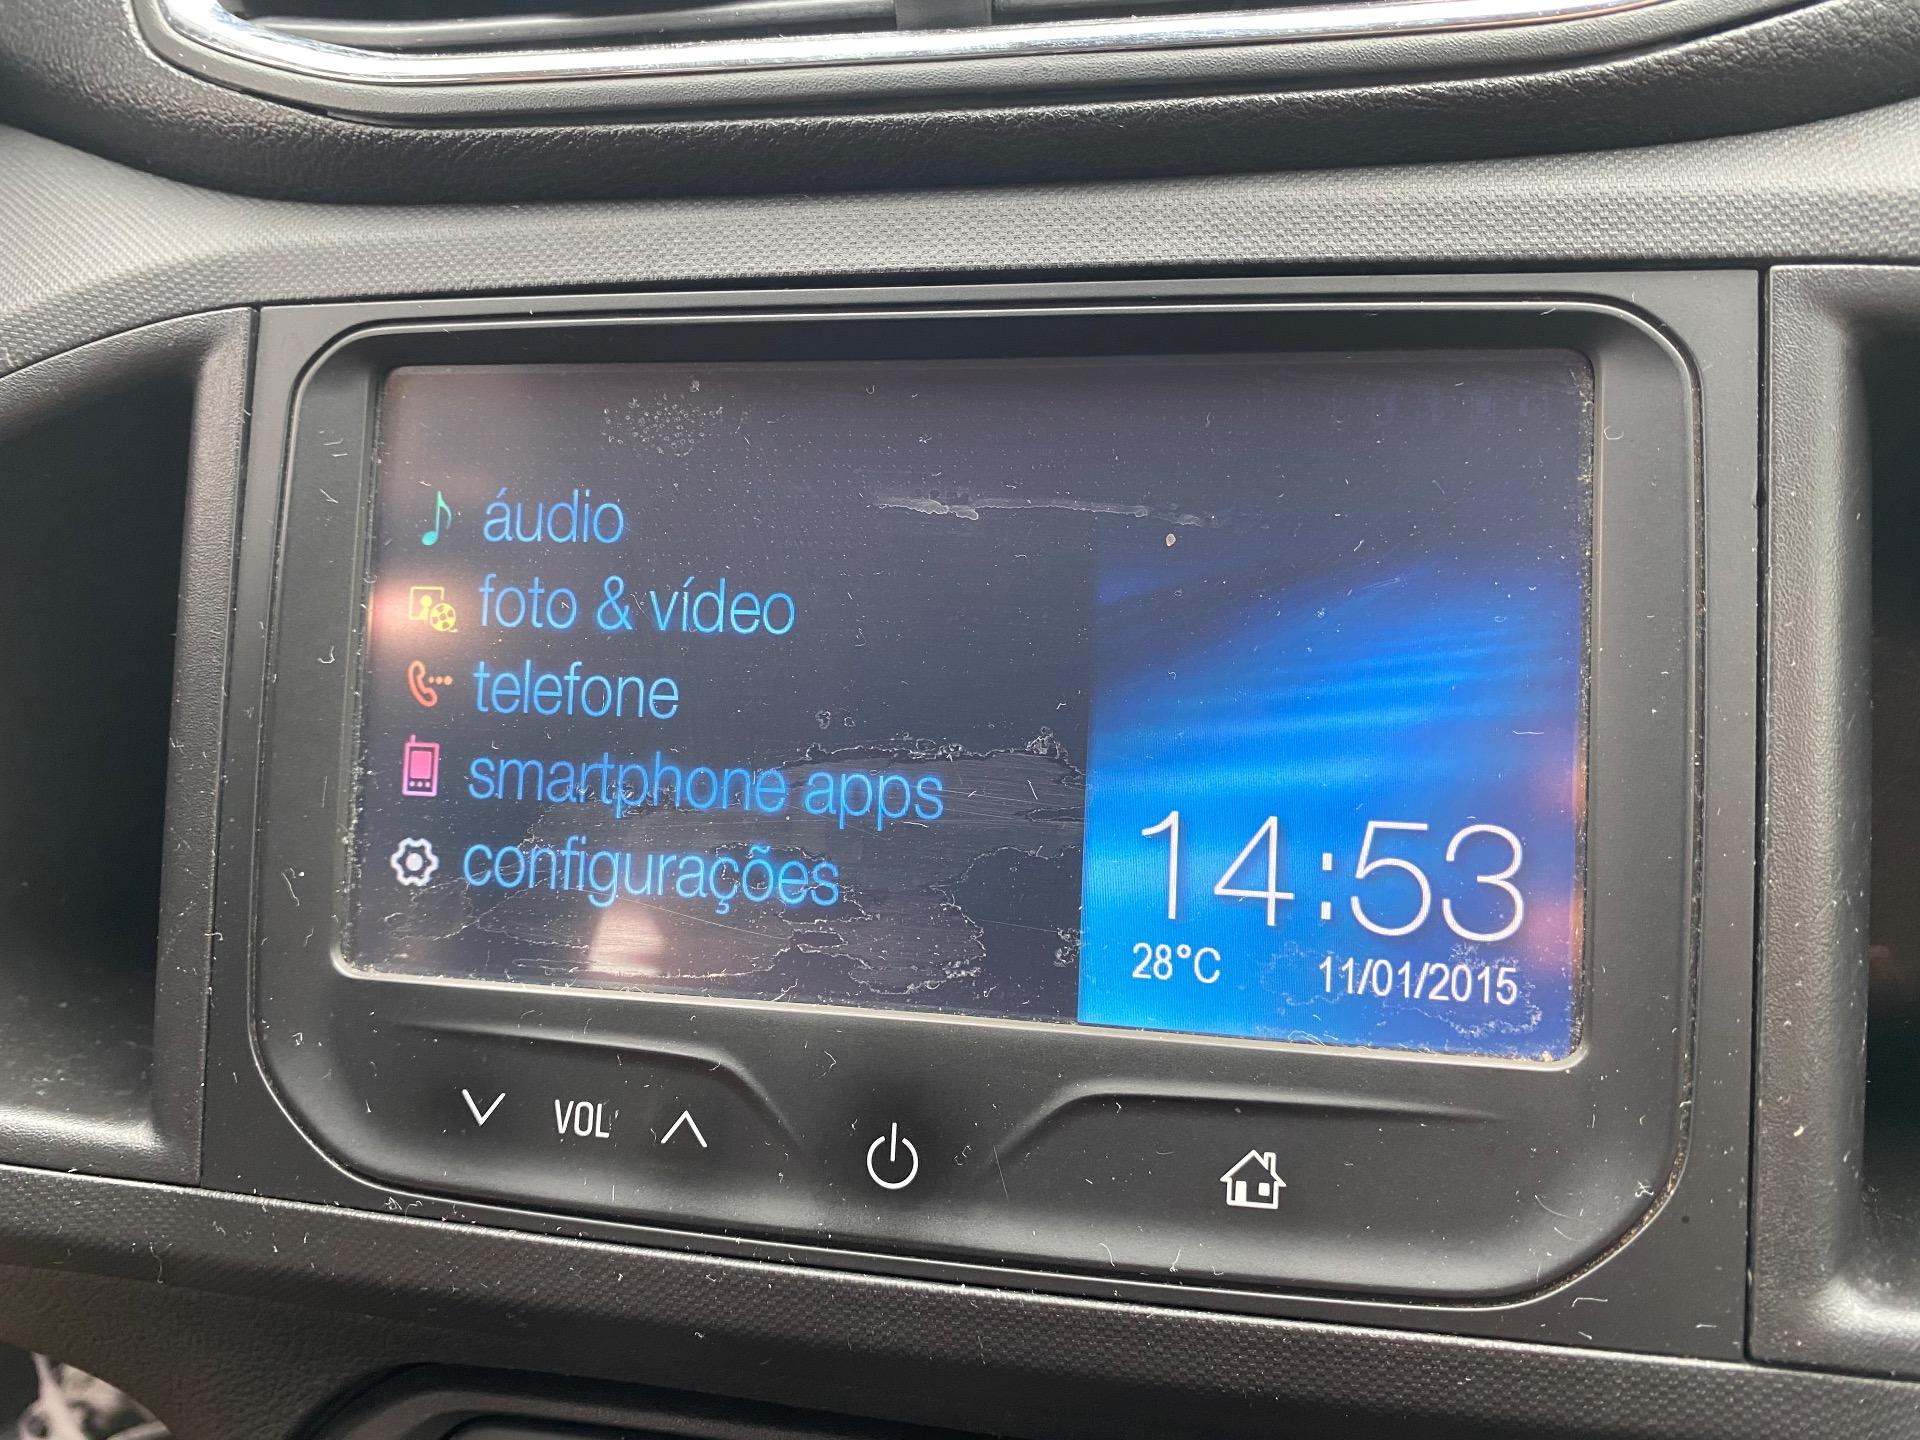 áudio
foto & vídeo
telefone
smartphone apps
configurações
14:53
28°C 11/01/2015
VOL